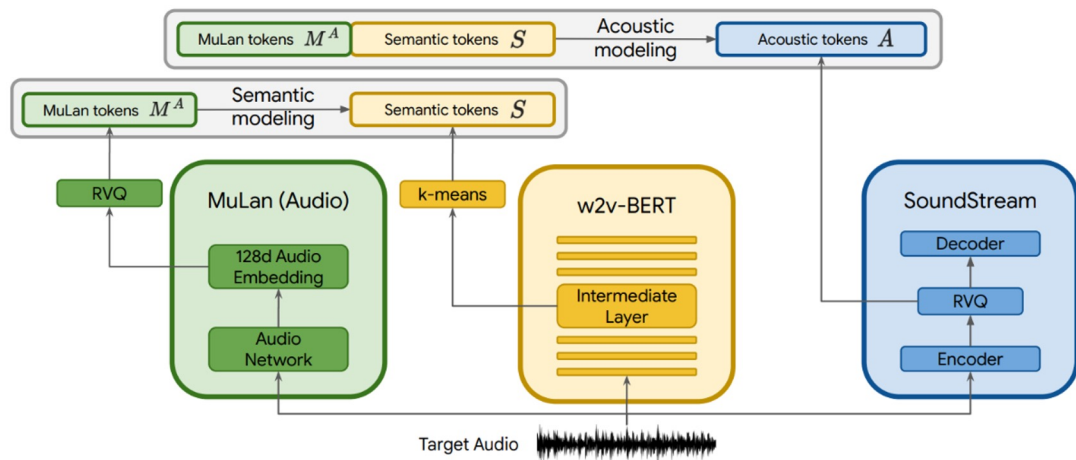 MuLan tokens M^A Semantic tokens S Acoustic modeling Acoustic tokens A
MuLan tokens M^A Semantic modeling Semantic tokens S
RVQ
MuLan (Audio)
128d Audio
Embedding
Audio
Network
k-means
w2v-BERT
Intermediate
Layer
SoundStream
Decoder
RVQ
Encoder
Target Audio